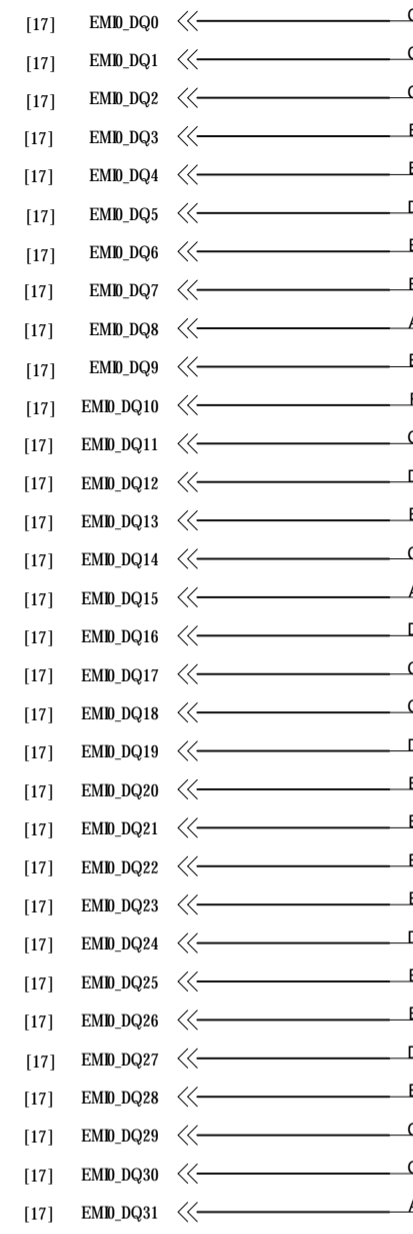 [17] EMI0_DQ0
[17] EMI0_DQ1
[17] EMI0_DQ2
[17] EMI0_DQ3
[17] EMI0_DQ4
[17] EMI0_DQ5
[17] EMI0_DQ6
[17] EMI0_DQ7
[17] EMI0_DQ8
[17] EMI0_DQ9
[17] EMI0_DQ10
[17] EMI0_DQ11
[17] EMI0_DQ12
[17] EMI0_DQ13
[17] EMI0_DQ14
[17] EMI0_DQ15
[17] EMI0_DQ16
[17] EMI0_DQ17
[17] EMI0_DQ18
[17] EMI0_DQ19
[17] EMI0_DQ20
[17] EMI0_DQ21
[17] EMI0_DQ22
[17] EMI0_DQ23
[17] EMI0_DQ24
[17] EMI0_DQ25
[17] EMI0_DQ26
[17] EMI0_DQ27
[17] EMI0_DQ28
[17] EMI0_DQ29
[17] EMI0_DQ30
[17] EMI0_DQ31